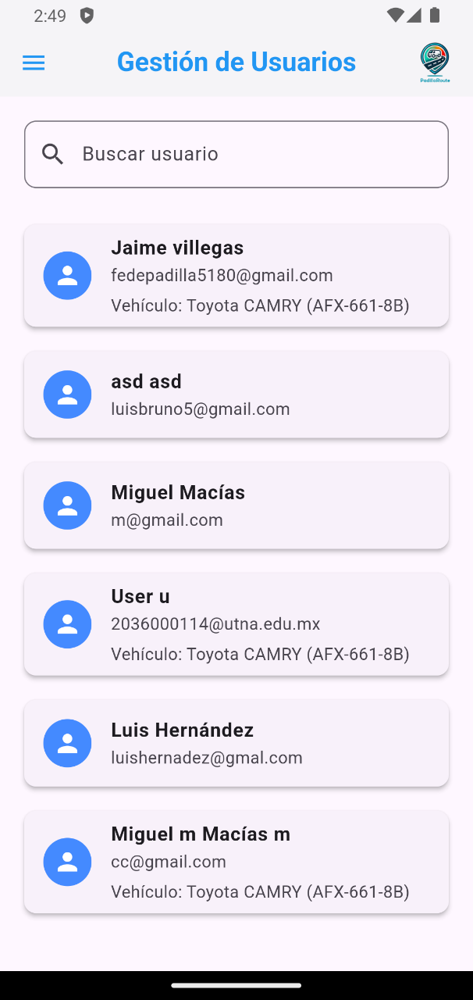 2:49
Gestión de Usuarios
PadillaRoute
Buscar usuario
Jaime villegas
fedepadilla5180@gmail.com
Vehículo: Toyota CAMRY (AFX-661-8B)
asd asd
luisbruno5@gmail.com
Miguel Macías
m@gmail.com
User u
2036000114@utna.edu.mx
Vehículo: Toyota CAMRY (AFX-661-8B)
Luis Hernández
luishernadez@gmal.com
Miguel m Macías m
cc@gmail.com
Vehículo: Toyota CAMRY (AFX-661-8B)